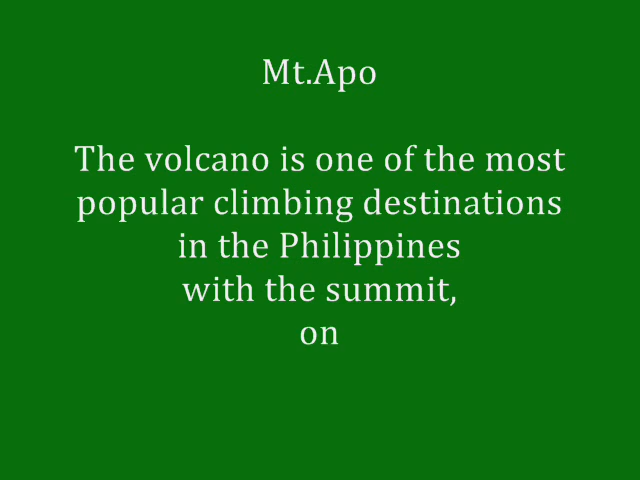 Mt.Apo
The volcano is one of the most
popular climbing destinations
in the Philippines
with the summit,
on